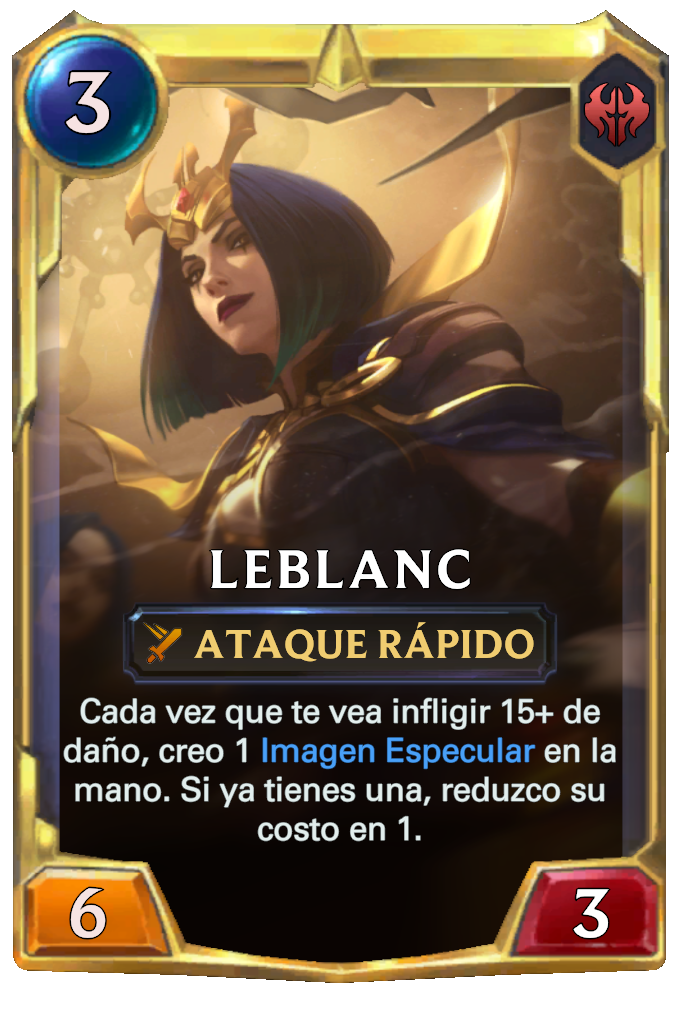 3
LEBLANC
ATAQUE RÁPIDO
Cada vez que te vea infligir 15+ de
daño, creo 1 Imagen Especular en la
mano. Si ya tienes una, reduzco su
costo en 1.
6
3